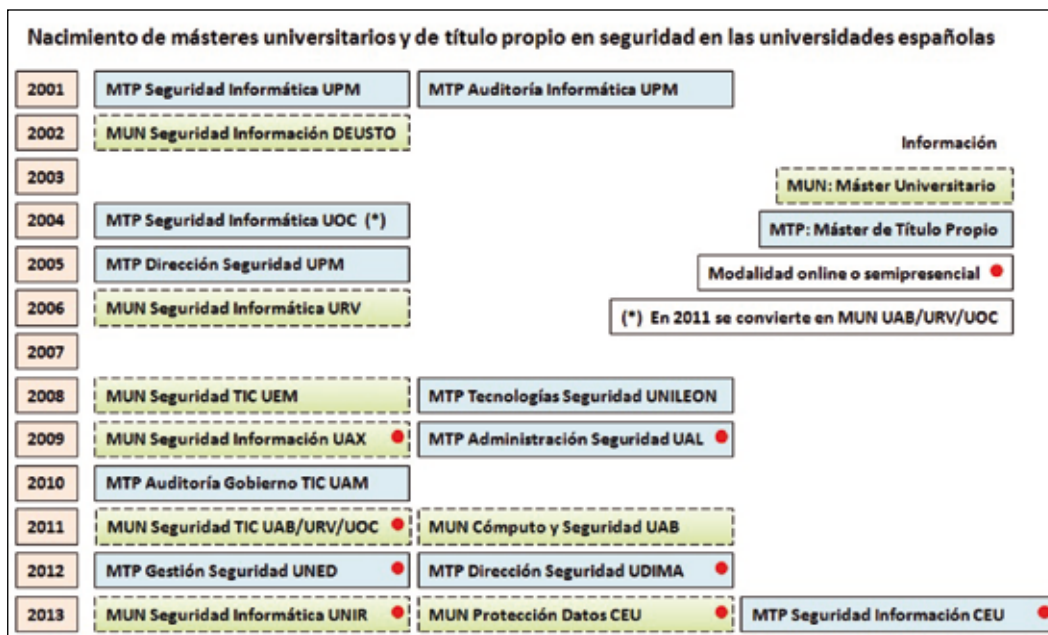 Nacimiento de másteres universitarios y de título propio en seguridad en las universidades españolas
2001 MTP Seguridad Informática UPM MTP Auditoría Informática UPM
2002 MUN Seguridad Información DEUSTO
Información
2003 MUN: Máster Universitario
2004 MTP Seguridad Informática UOC (*) MTP: Máster de Título Propio
2005 MTP Dirección Seguridad UPM Modalidad online o semipresencial
2006 MUN Seguridad Informática URV (*) En 2011 se convierte en MUN UAB/URV/UOC
2007
2008 MUN Seguridad TIC UEM MTP Tecnologías Seguridad UNILEON
2009 MUN Seguridad Información UAX MTP Administración Seguridad UAL
2010 MTP Auditoría Gobierno TIC UAM
2011 MUN Seguridad TIC UAB/URV/UOC MUN Cómputo y Seguridad UAB
2012 MTP Gestión Seguridad UNED MTP Dirección Seguridad UDIMA
2013 MUN Seguridad Informática UNIR MUN Protección Datos CEU MTP Seguridad Información CEU